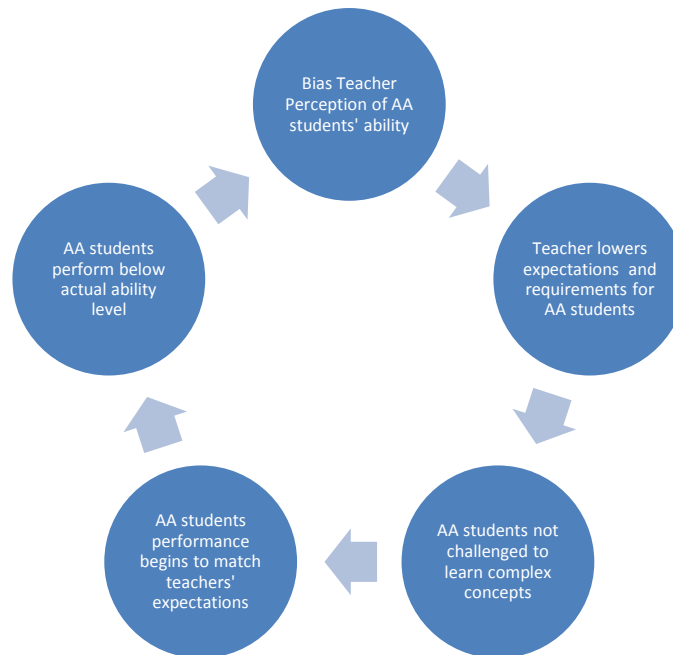 Bias Teacher
Perception of AA
students' ability
Teacher lowers
expectations and
requirements for
AA students
AA students not
challenged to
learn complex
concepts
AA students
performance
begins to match
teachers'
expectations
AA students
perform below
actual ability
level